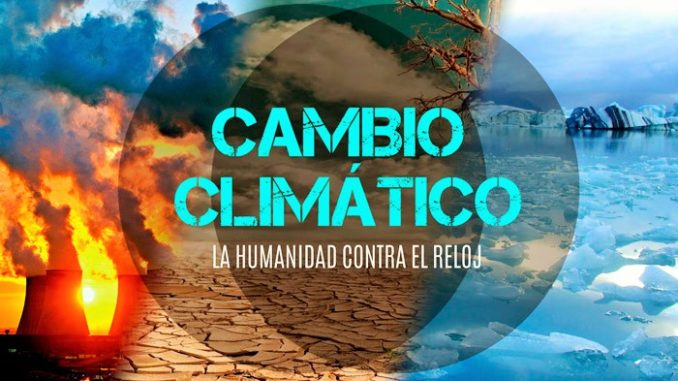 CAMBIO
CLIMÁTICO
LA HUMANIDAD CONTRA EL RELOJ